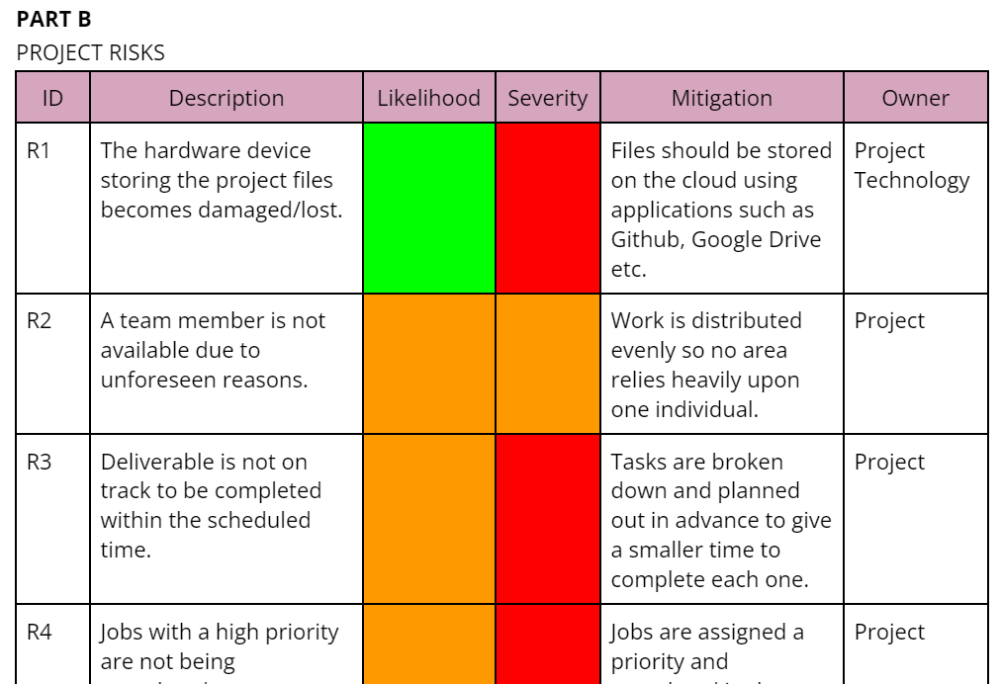 PART B
PROJECT RISKS
ID Description Likelihood Severity Mitigation Owner
R1
The hardware device
storing the project files
becomes damaged/lost.
Files should be stored
on the cloud using
applications such as
Github, Google Drive
etc.
Project
Technology
R2
A team member is not
available due to
unforeseen reasons.
Work is distributed
evenly so no area
relies heavily upon
one individual.
Project
R3
Deliverable is not on
track to be completed
within the scheduled
time.
Tasks are broken
down and planned
out in advance to give
a smaller time to
complete each one.
Project
R4
Jobs with a high priority
are not being
Jobs are assigned a
priority and
Project